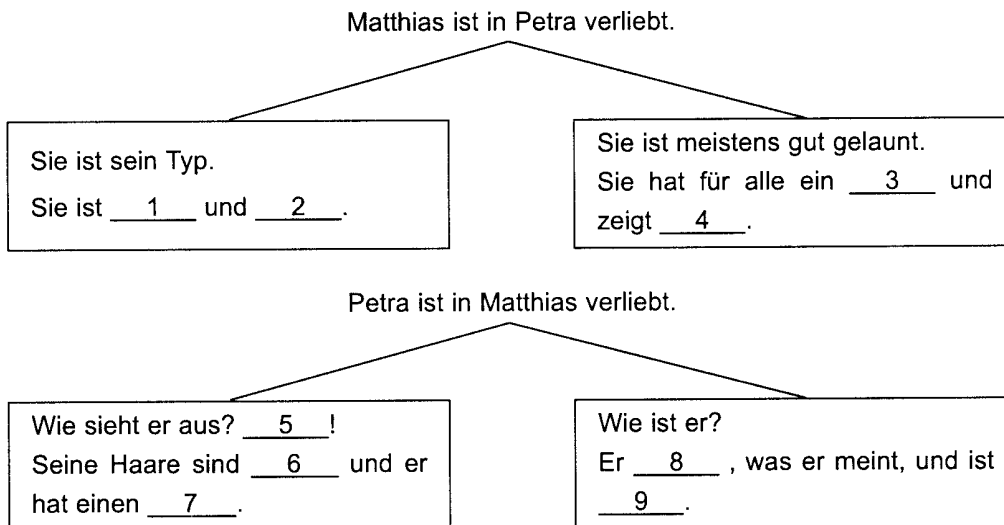 Matthias ist in Petra verliebt.
Sie ist sein Typ.
Sie ist 1 und 2 .
Sie ist meistens gut gelaunt.
Sie hat für alle ein 3 und
zeigt 4 .
Petra ist in Matthias verliebt.
Wie sieht er aus? 5 !
Seine Haare sind 6 und er
hat einen 7 .
Wie ist er?
Er 8 , was er meint, und ist
9 .